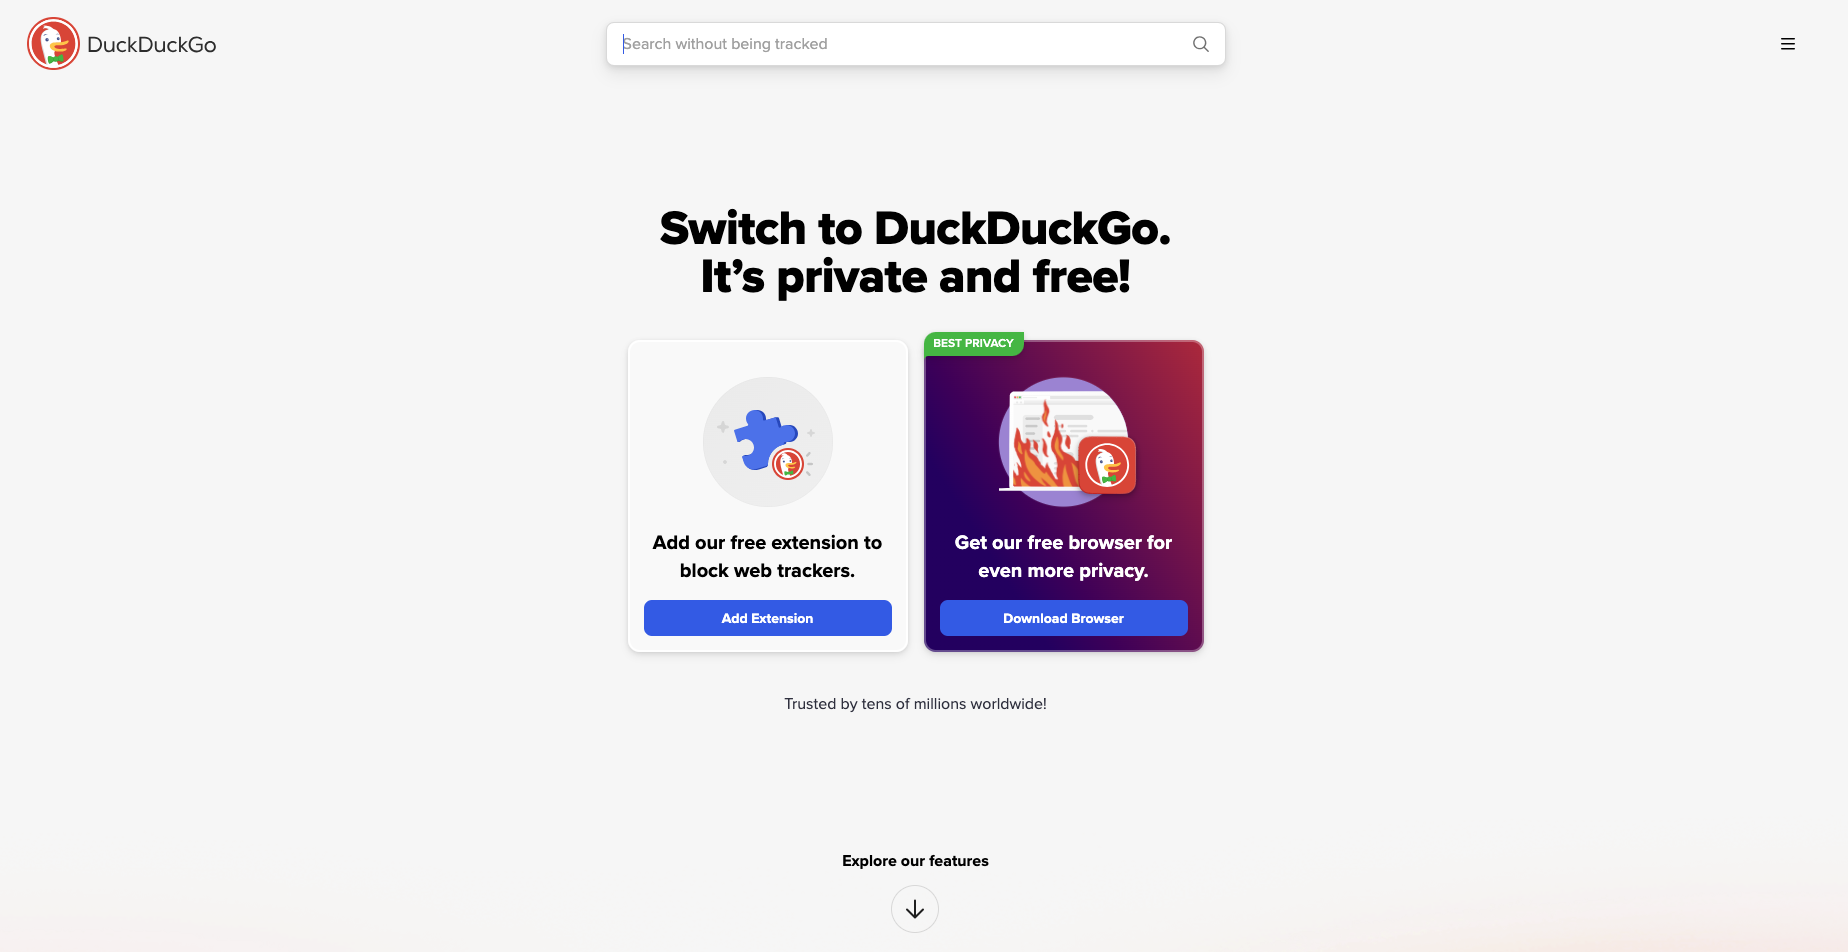 DuckDuckGo
Search without being tracked
Switch to DuckDuckGo.
It’s private and free!
Add our free extension to
block web trackers.
Add Extension
BEST PRIVACY
Get our free browser for
even more privacy.
Download Browser
Trusted by tens of millions worldwide!
Explore our features